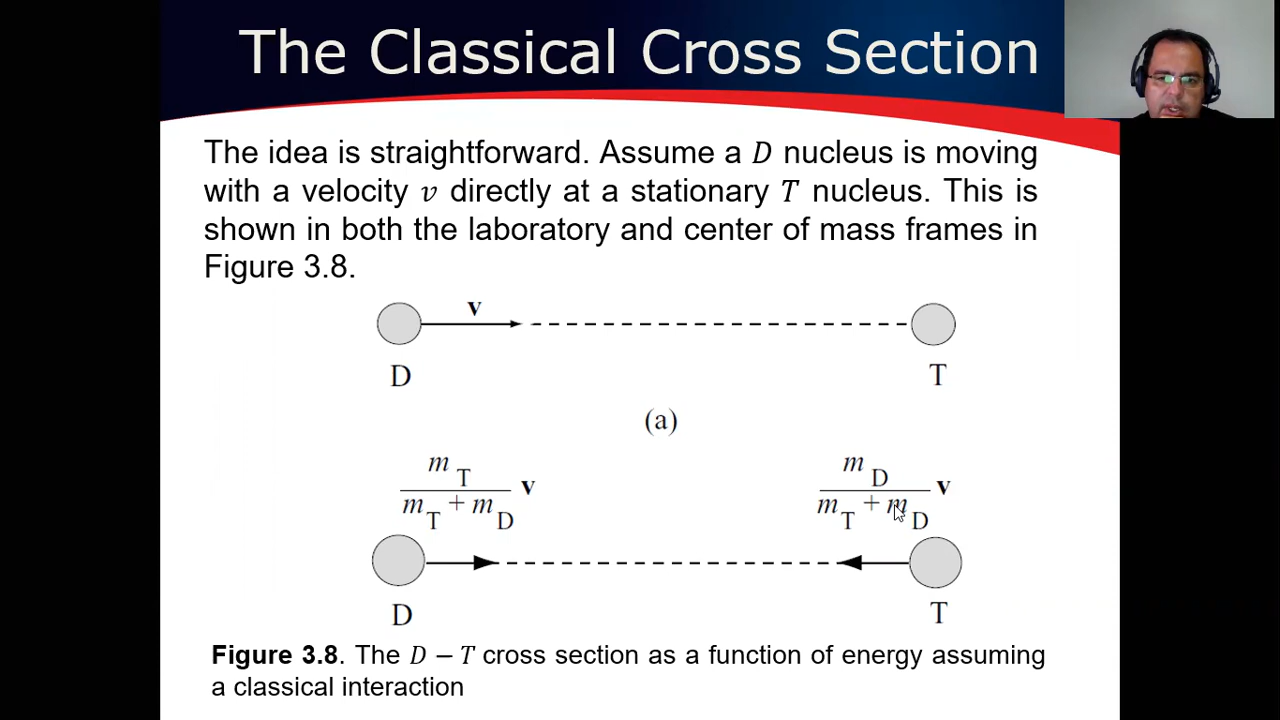 The Classical Cross Section
The idea is straightforward. Assume a D nucleus is moving
with a velocity v directly at a stationary T nucleus. This is
shown in both the laboratory and center of mass frames in
Figure 3.8.
v
D T
(a)
m_T / (m_T + m_D) v m_D / (m_T + m_D) v
D T
Figure 3.8. The D – T cross section as a function of energy assuming
a classical interaction